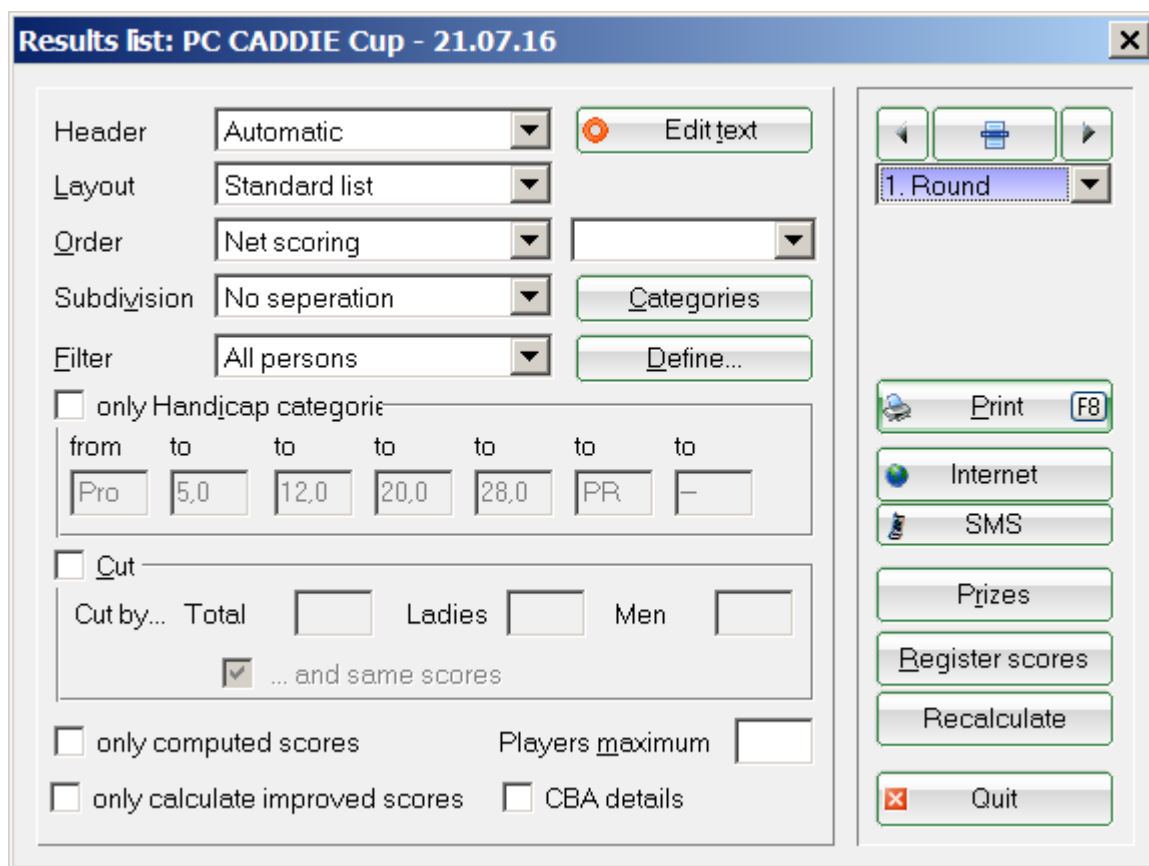 Results list: PC CADDIE Cup - 21.07.16
Header Automatic Edit text
Layout Standard list
1. Round
Order Net scoring
Subdivision No seperation Categories
Filter All persons Define...
only Handicap categorie
from to to to to to to
Pro 5,0 12,0 20,0 28,0 PR –
Cut
Cut by... Total Ladies Men
... and same scores
only computed scores Players maximum
only calculate improved scores CBA details
Print F8
Internet
SMS
Prizes
Register scores
Recalculate
Quit